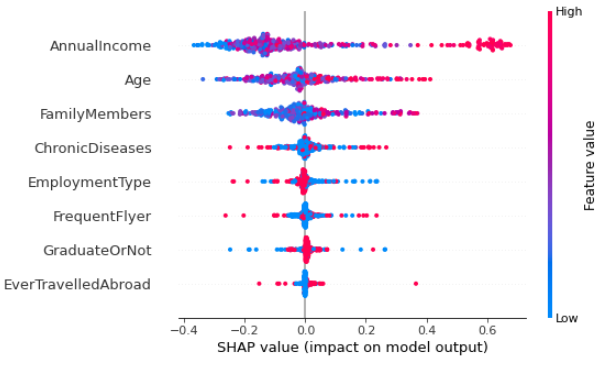 High
AnnualIncome
Age
FamilyMembers
ChronicDiseases
EmploymentType
FrequentFlyer
GraduateOrNot
EverTravelledAbroad
Feature value
Low
−0.4 −0.2 0.0 0.2 0.4 0.6
SHAP value (impact on model output)